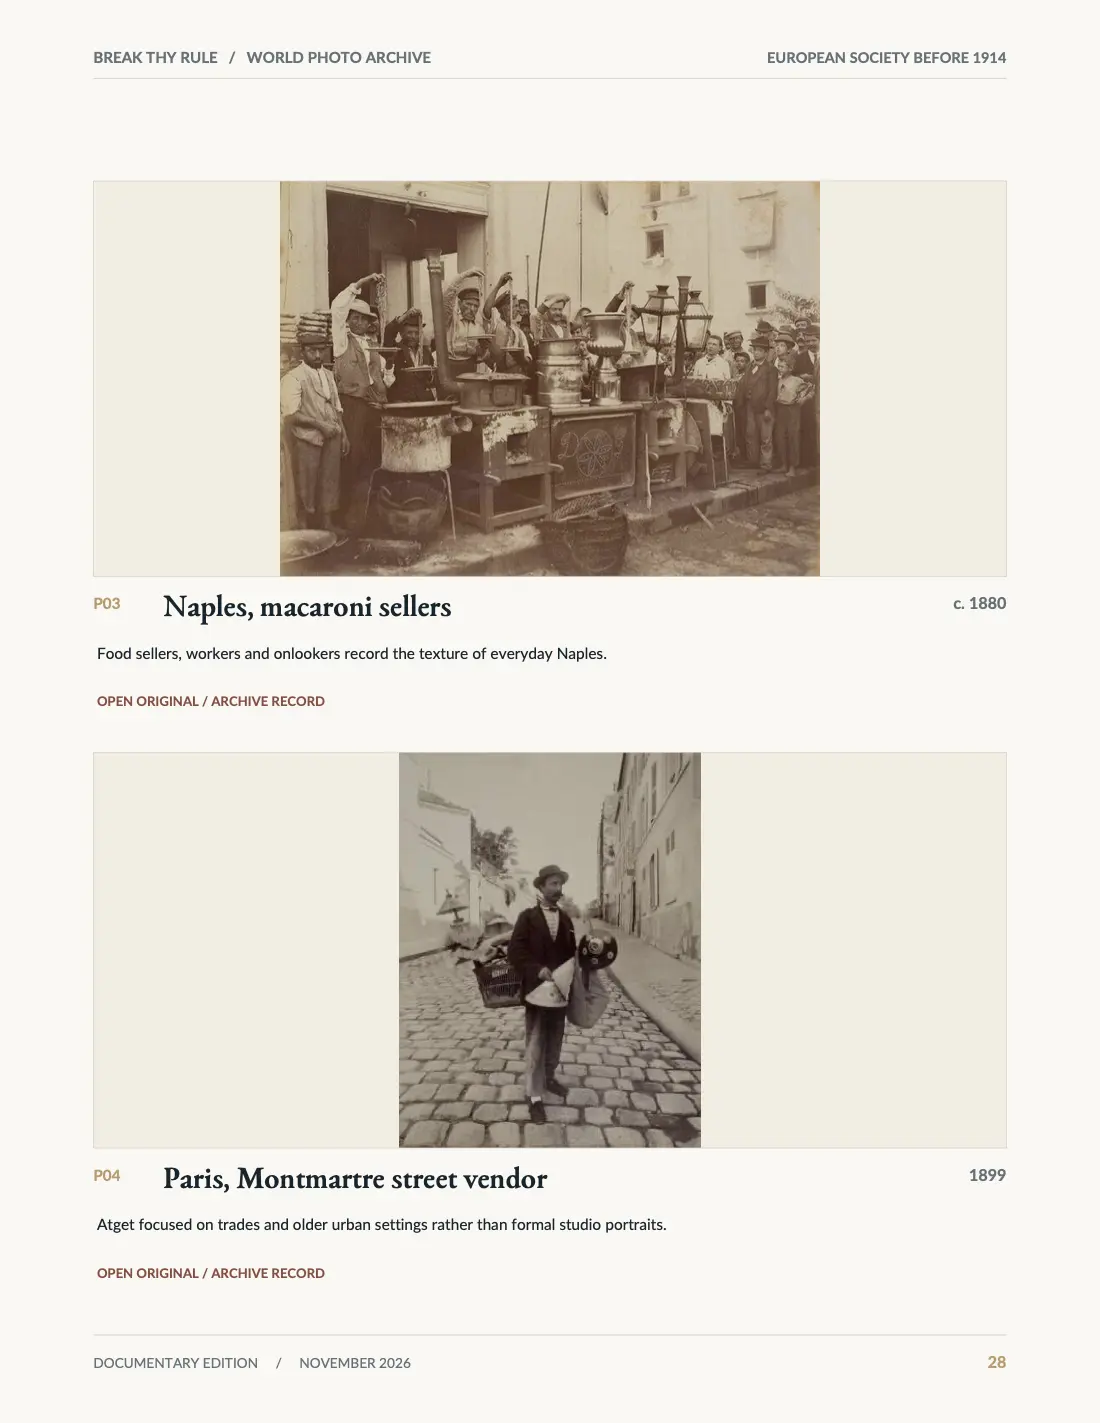 BREAK THY RULE / WORLD PHOTO ARCHIVE
EUROPEAN SOCIETY BEFORE 1914
P03
Naples, macaroni sellers
c. 1880
Food sellers, workers and onlookers record the texture of everyday Naples.
OPEN ORIGINAL / ARCHIVE RECORD
P04
Paris, Montmartre street vendor
1899
Atget focused on trades and older urban settings rather than formal studio portraits.
OPEN ORIGINAL / ARCHIVE RECORD
DOCUMENTARY EDITION / NOVEMBER 2026
28